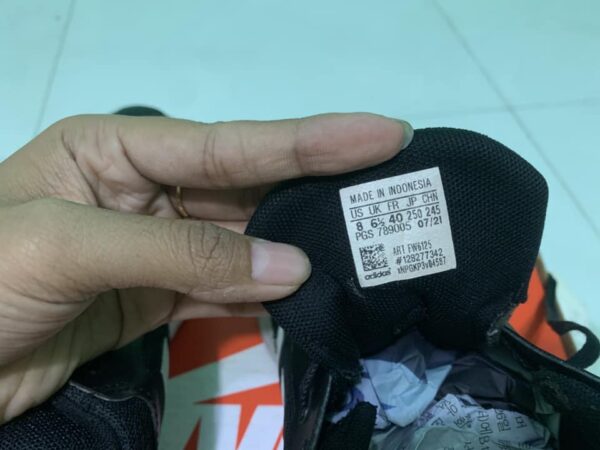 MADE IN INDONESIA
US UK FR JP CHN
8 6½ 40 250 245
PGS 789005 07/21
ART FW6125
#128277342
adidas